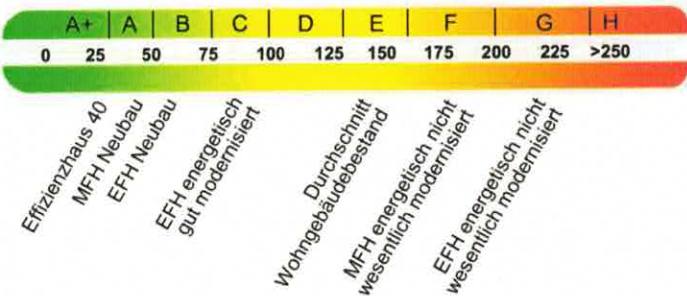 A+ A B C D E F G H
0 25 50 75 100 125 150 175 200 225 >250
Effizienzhaus 40
MFH Neubau
EFH Neubau
EFH energetisch
gut modernisiert
Durchschnitt
Wohngebäudebestand
MFH energetisch nicht
wesentlich modernisiert
EFH energetisch nicht
wesentlich modernisiert